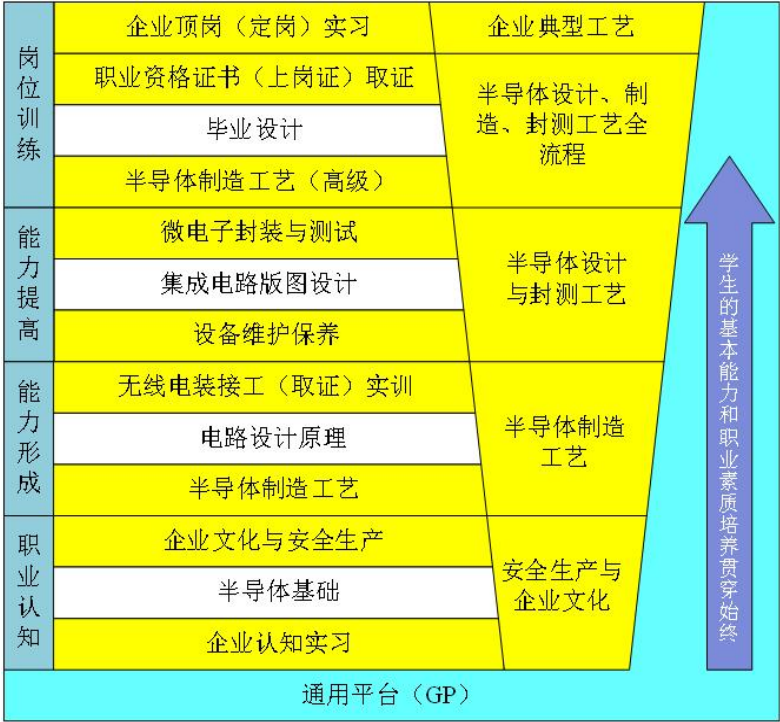 岗位训练
企业顶岗（定岗）实习
企业典型工艺
职业资格证书（上岗证）取证
毕业设计
半导体制造工艺（高级）
半导体设计、制
造、封测工艺全
流程
能力提高
微电子封装与测试
集成电路版图设计
设备维护保养
半导体设计
与封测工艺
能力形成
无线电装接工（取证）实训
电路设计原理
半导体制造工艺
半导体制造
工艺
职业认知
企业文化与安全生产
半导体基础
企业认知实习
安全生产与
企业文化
学生的基本能力和职业素质培养贯穿始终
通用平台（GP）